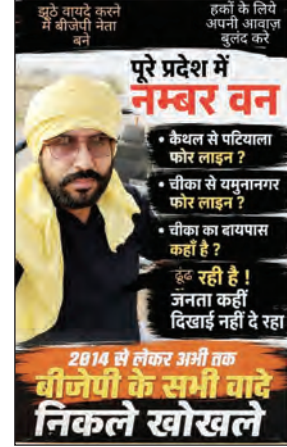 झूठे वायदे करने
में बीजेपी नेता
बने
हकों के लिये
अपनी आवाज़
बुलंद करे
पूरे प्रदेश में
नम्बर वन
• कैथल से पटियाला
फोर लाइन ?
• चीका से यमुनानगर
फोर लाइन ?
• चीका का बायपास
कहाँ है ?
ढूंढ रही है !
जनता कहीं
दिखाई नहीं दे रहा
2014 से लेकर अभी तक
बीजेपी के सभी वादे
निकले खोखले